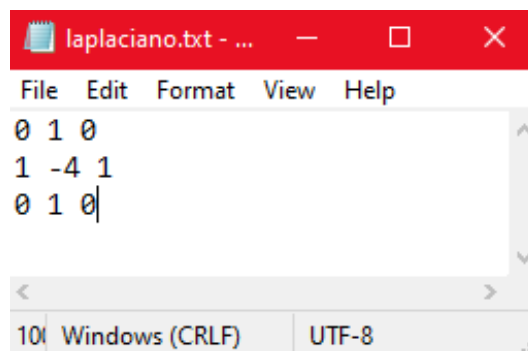 laplaciano.txt - ...
File Edit Format View Help
0 1 0
1 -4 1
0 1 0
Windows (CRLF) UTF-8